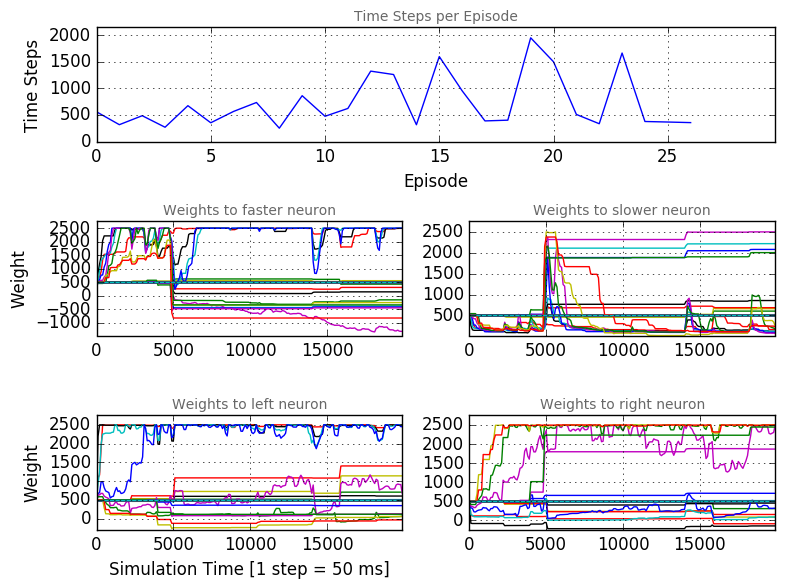 Time Steps per Episode
Time Steps
2000
1500
1000
500
0
0 5 10 15 20 25
Episode
Weights to faster neuron
Weight
2500
2000
1500
1000
500
0
−500
−1000
0 5000 10000 15000
Weights to slower neuron
2500
2000
1500
1000
500
0 5000 10000 15000
Weights to left neuron
Weight
2500
2000
1500
1000
500
0
0 5000 10000 15000
Simulation Time [1 step = 50 ms]
Weights to right neuron
2500
2000
1500
1000
500
0
0 5000 10000 15000